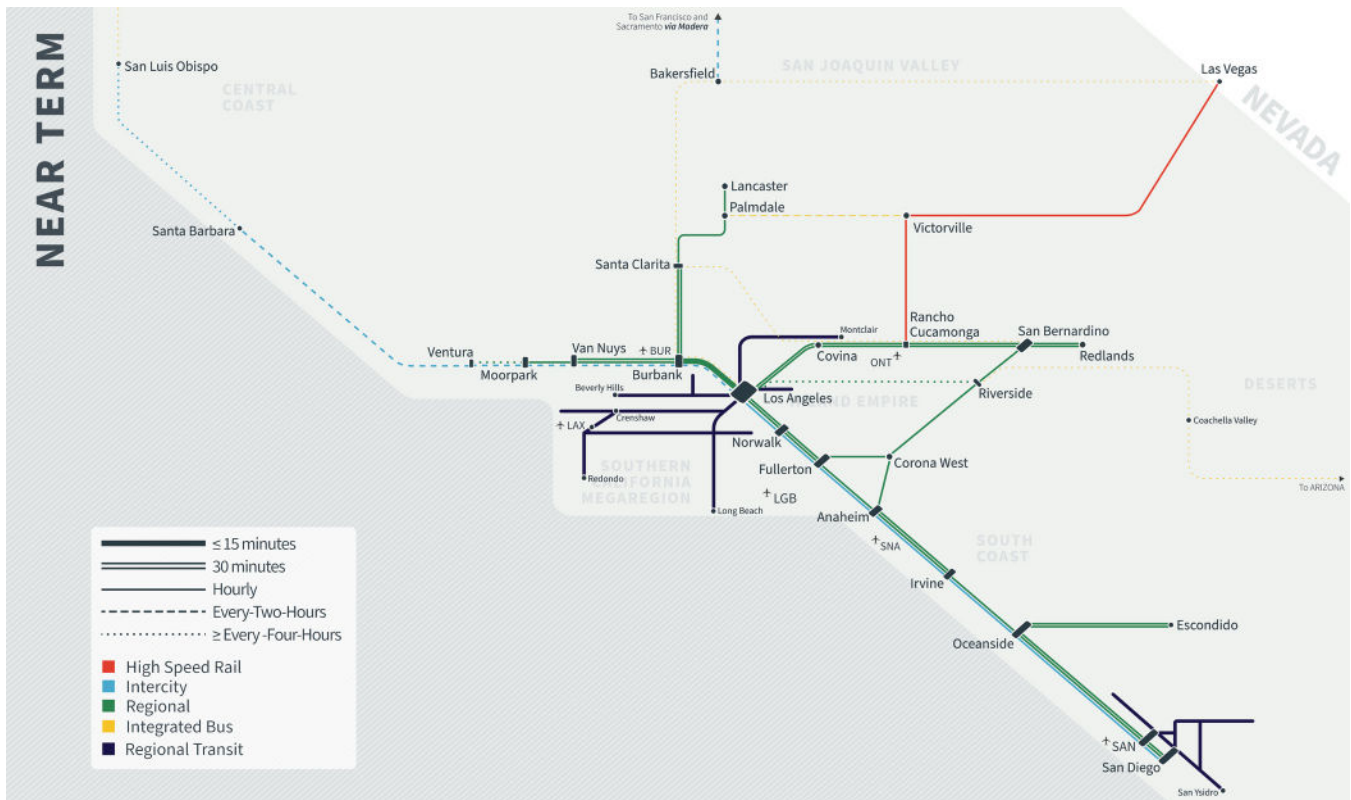 NEAR TERM
To San Francisco and
Sacramento via Madera
San Luis Obispo
CENTRAL
COAST
Bakersfield
SAN JOAQUIN VALLEY
Las Vegas
NEVADA
Lancaster
Palmdale
Victorville
Santa Barbara
Santa Clarita
Rancho
Cucamonga
San Bernardino
Montclair
Ventura
Van Nuys
BUR
Moorpark
Burbank
Covina
ONT
Redlands
Beverly Hills
Los Angeles
Riverside
DESERTS
AND EMPIRE
Crenshaw
LAX
Coachella Valley
Norwalk
Fullerton
Corona West
SOUTHERN
CALIFORNIA
MEGAREGION
Redondo
Long Beach
LGB
To ARIZONA
Anaheim
SNA
SOUTH
COAST
Irvine
Oceanside
Escondido
SAN
San Diego
San Ysidro
≤ 15 minutes
30 minutes
Hourly
Every-Two-Hours
≥ Every -Four-Hours
High Speed Rail
Intercity
Regional
Integrated Bus
Regional Transit